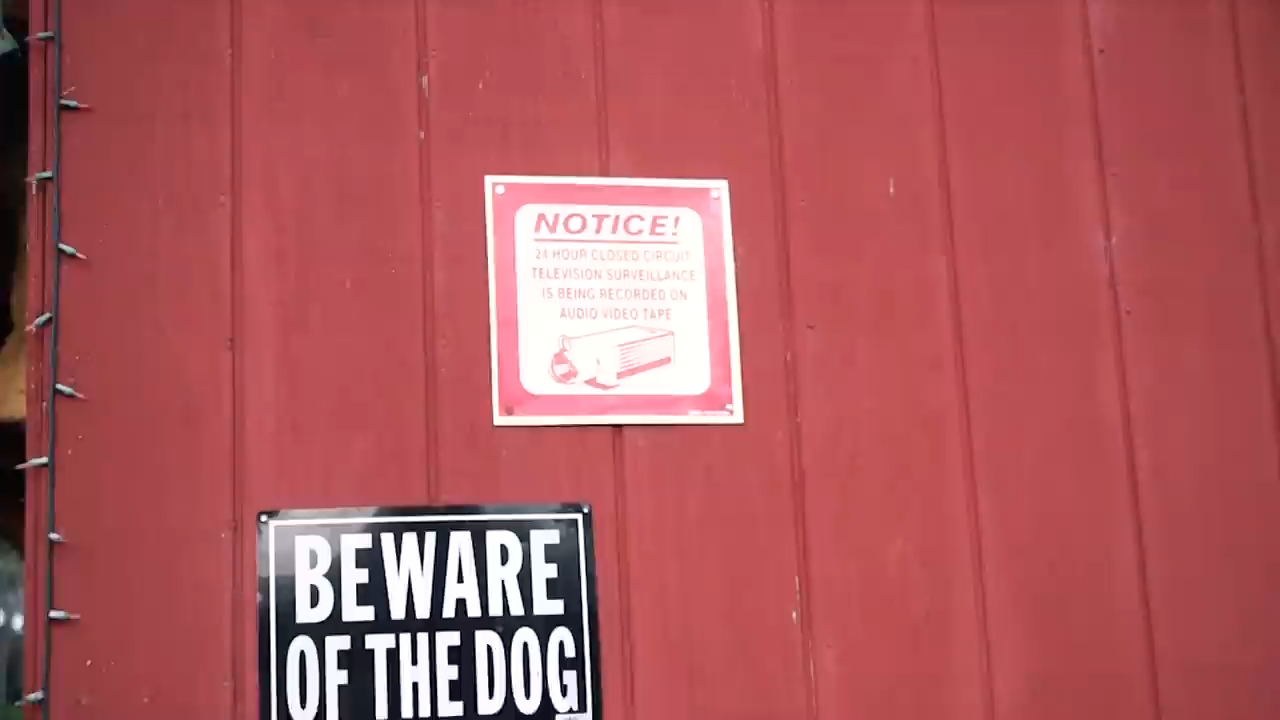 NOTICE!
24 HOUR CLOSED CIRCUIT
TELEVISION SURVEILLANCE
IS BEING RECORDED ON
AUDIO VIDEO TAPE
BEWARE
OF THE DOG